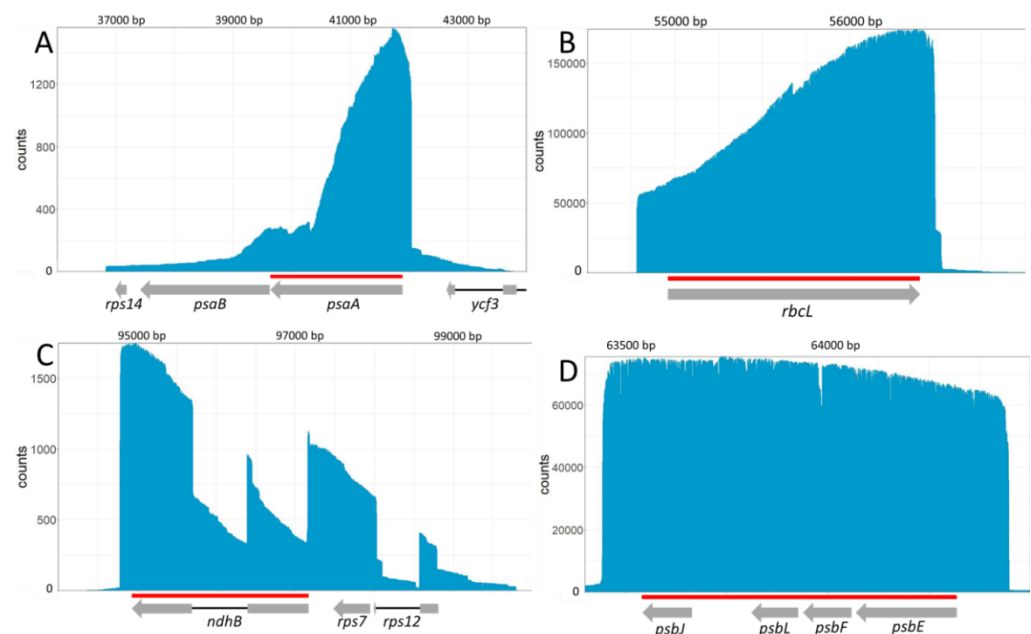 A
37000 bp 39000 bp 41000 bp 43000 bp
counts
1200
800
400
0
rps14 psaB psaA ycf3
B
55000 bp 56000 bp
counts
150000
100000
50000
0
rbcL
C
95000 bp 97000 bp 99000 bp
counts
1500
1000
500
0
ndhB rps7 rps12
D
63500 bp 64000 bp
counts
60000
40000
20000
0
psbJ psbL psbF psbE